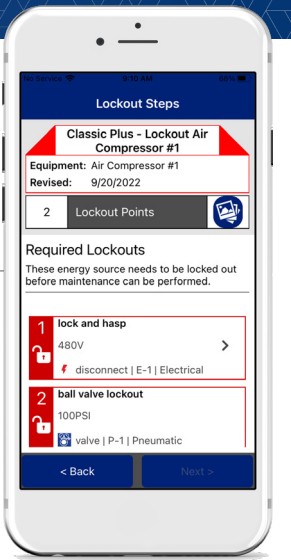 No Service 9:10 AM 66%
Lockout Steps
Classic Plus - Lockout Air
Compressor #1
Equipment: Air Compressor #1
Revised: 9/20/2022
2 Lockout Points
Required Lockouts
These energy source needs to be locked out
before maintenance can be performed.
1 lock and hasp
480V >
disconnect | E-1 | Electrical
2 ball valve lockout
100PSI
valve | P-1 | Pneumatic
< Back Next >